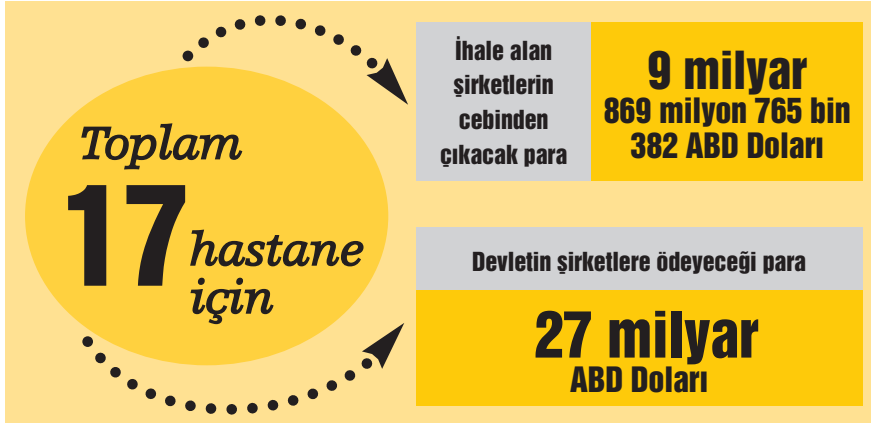 Toplam
17 hastane
için
İhale alan
şirketlerin
cebinden
çıkacak para
9 milyar
869 milyon 765 bin
382 ABD Doları
Devletin şirketlere ödeyeceği para
27 milyar
ABD Doları